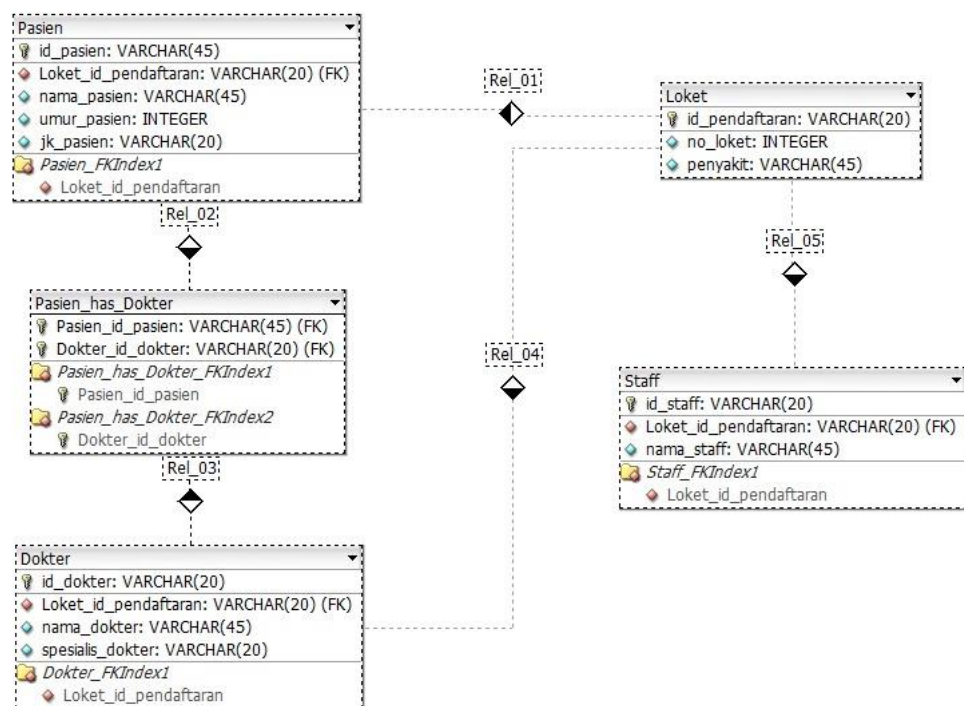 Pasien
id_pasien: VARCHAR(45)
Loket_id_pendaftaran: VARCHAR(20) (FK)
nama_pasien: VARCHAR(45)
umur_pasien: INTEGER
jk_pasien: VARCHAR(20)
Pasien_FKIndex1
Loket_id_pendaftaran
Rel_01
Loket
id_pendaftaran: VARCHAR(20)
no_loket: INTEGER
penyakit: VARCHAR(45)
Rel_02
Rel_05
Pasien_has_Dokter
Pasien_id_pasien: VARCHAR(45) (FK)
Dokter_id_dokter: VARCHAR(20) (FK)
Pasien_has_Dokter_FKIndex1
Pasien_id_pasien
Pasien_has_Dokter_FKIndex2
Dokter_id_dokter
Rel_04
Staff
id_staff: VARCHAR(20)
Loket_id_pendaftaran: VARCHAR(20) (FK)
nama_staff: VARCHAR(45)
Staff_FKIndex1
Loket_id_pendaftaran
Rel_03
Dokter
id_dokter: VARCHAR(20)
Loket_id_pendaftaran: VARCHAR(20) (FK)
nama_dokter: VARCHAR(45)
spesialis_dokter: VARCHAR(20)
Dokter_FKIndex1
Loket_id_pendaftaran